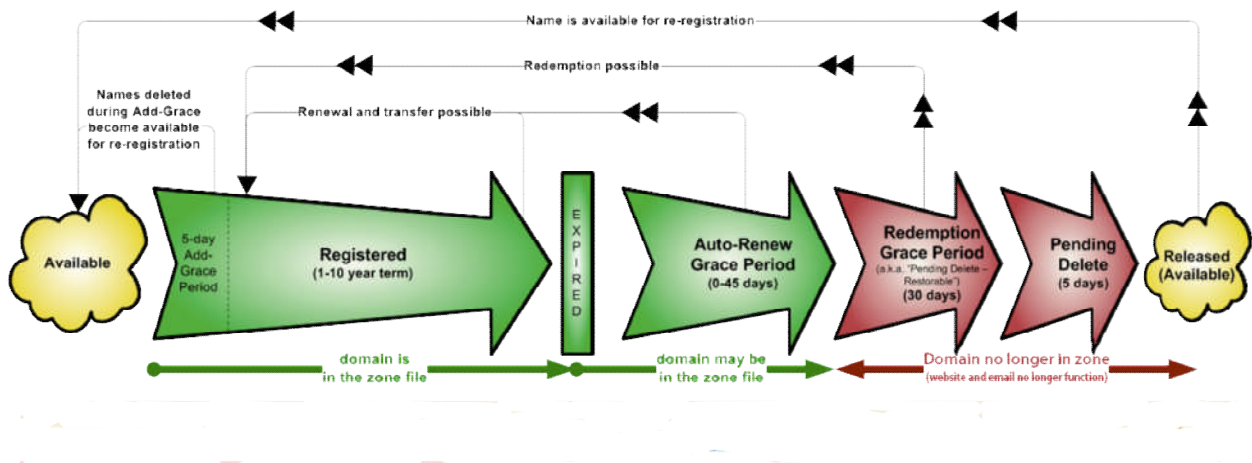 Name is available for re-registration
Redemption possible
Names deleted
during Add-Grace
become available
for re-registration
Renewal and transfer possible
Available
5-day
Add-
Grace
Period
Registered
(1-10 year term)
EXPIRED
Auto-Renew
Grace Period
(0-45 days)
Redemption
Grace Period
(a.k.a. "Pending Delete –
Restorable")
(30 days)
Pending
Delete
(5 days)
Released
(Available)
domain is
in the zone file
domain may be
in the zone file
Domain no longer in zone
(website and email no longer function)